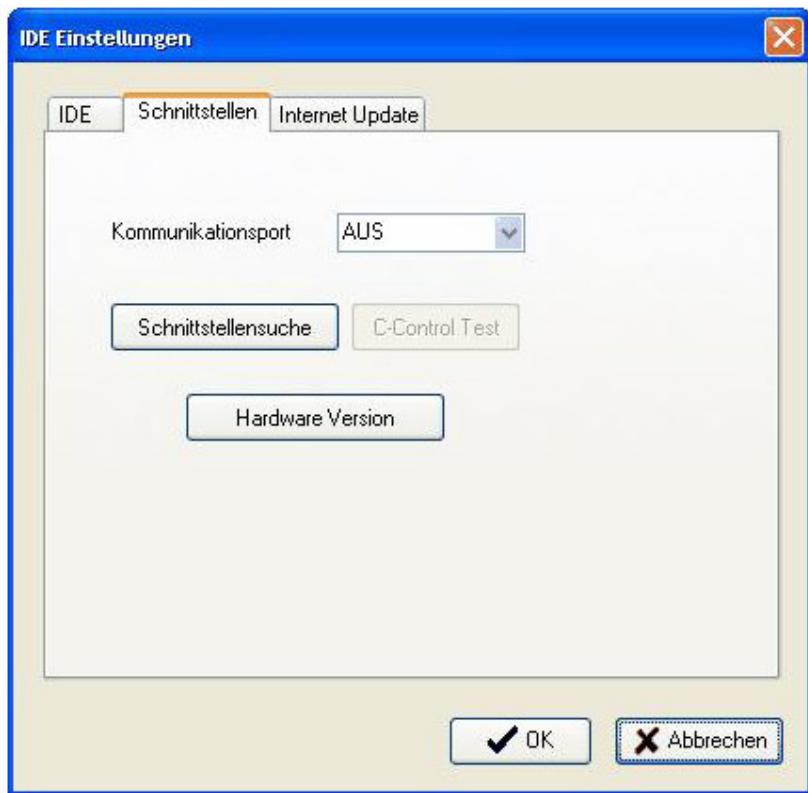 IDE Einstellungen
IDE Schnittstellen Internet Update
Kommunikationsport AUS
Schnittstellensuche C-Control Test
Hardware Version
OK Abbrechen